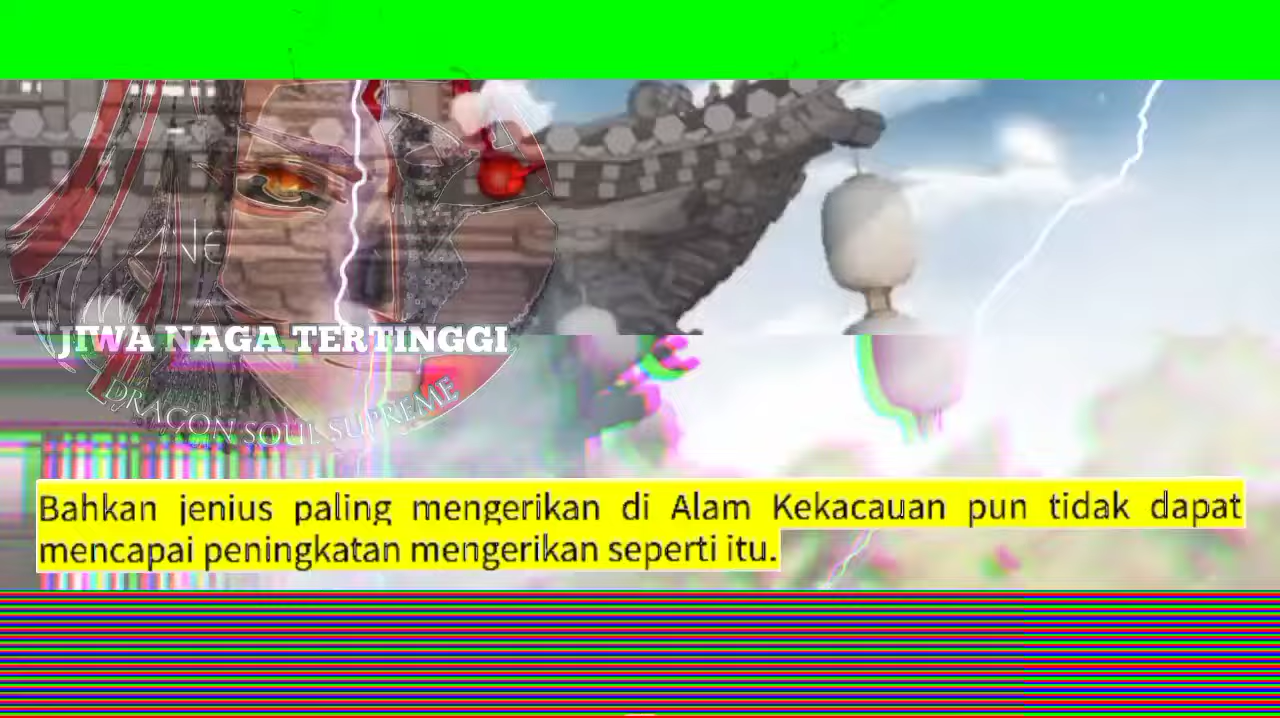 NE
JIWA NAGA TERTINGGI
DRAGON SOUL SUPREME
Bahkan jenius paling mengerikan di Alam Kekacauan pun tidak dapat
mencapai peningkatan mengerikan seperti itu.